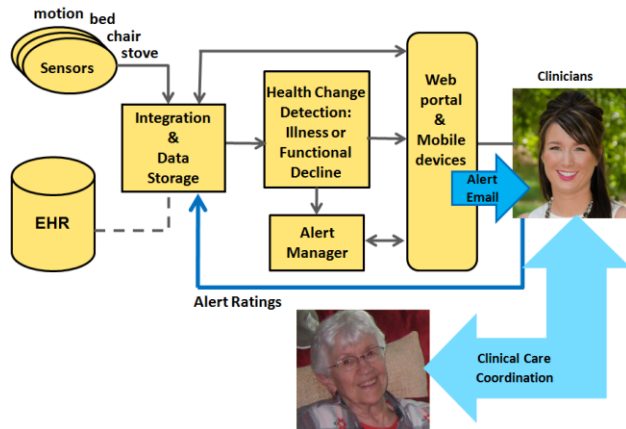 motion
bed
chair
stove
Sensors
Integration
&
Data
Storage
EHR
Health Change
Detection:
Illness or
Functional
Decline
Alert
Manager
Web
portal
&
Mobile
devices
Clinicians
Alert
Email
Alert Ratings
Clinical Care
Coordination